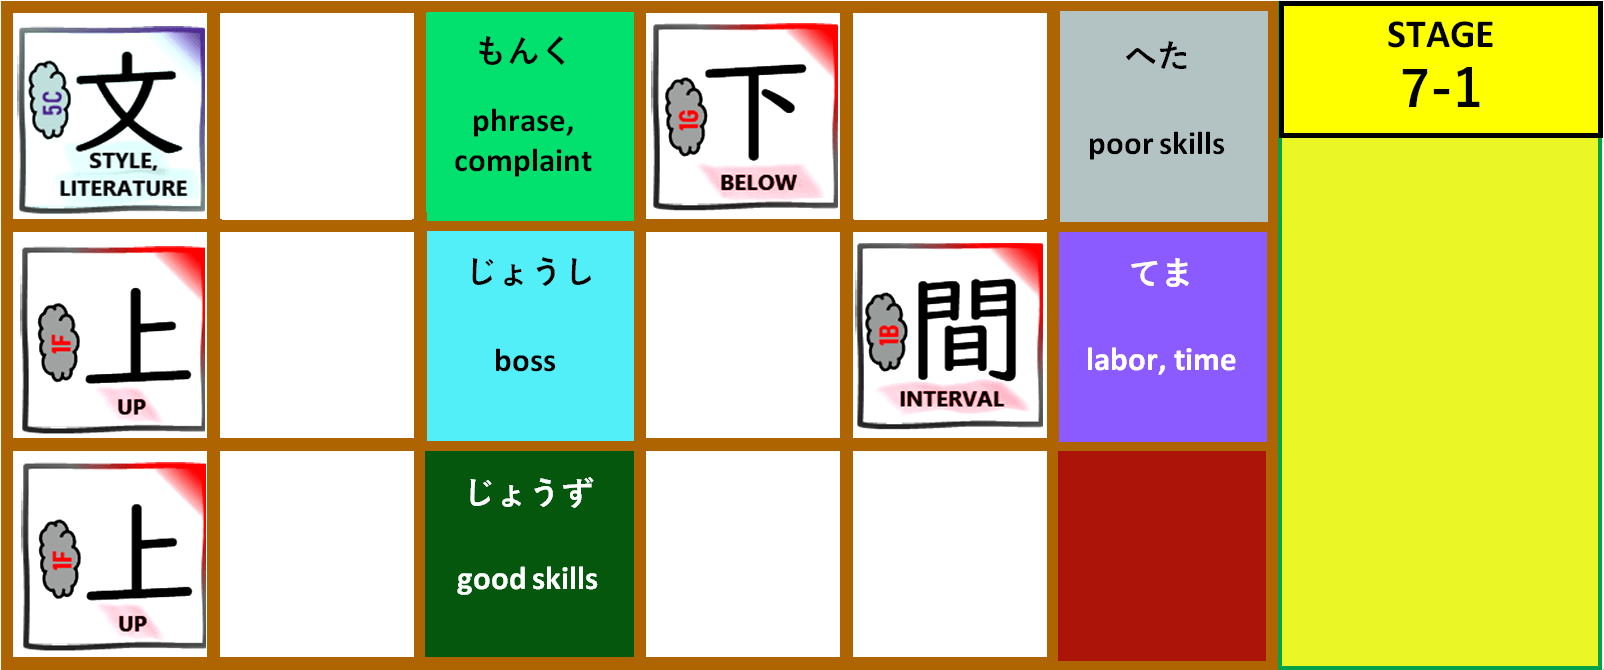 5C
文
STYLE,
LITERATURE
もんく
phrase,
complaint
1G
下
BELOW
へた
poor skills
STAGE
7-1
1F
上
UP
じょうし
boss
1B
間
INTERVAL
てま
labor, time
1F
上
UP
じょうず
good skills